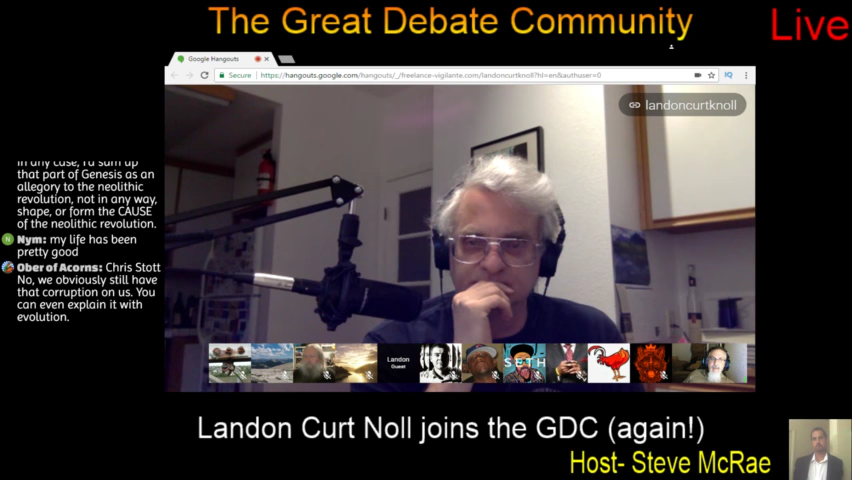 The Great Debate Community
Live
Google Hangouts
Secure
https://hangouts.google.com/hangouts/_/freelance-vigilante.com/landoncurtknoll?hl=en&authuser=0
IQ
landoncurtknoll
in any case, I'd sum up
that part of Genesis as an
allegory to the neolithic
revolution, not in any way,
shape, or form the CAUSE
of the neolithic revolution.
N
Nym: my life has been
pretty good
Ober of Acorns: Chris Stott
No, we obviously still have
that corruption on us. You
can even explain it with
evolution.
Landon
Guest
SETH
Landon Curt Noll joins the GDC (again!)
Host- Steve McRae